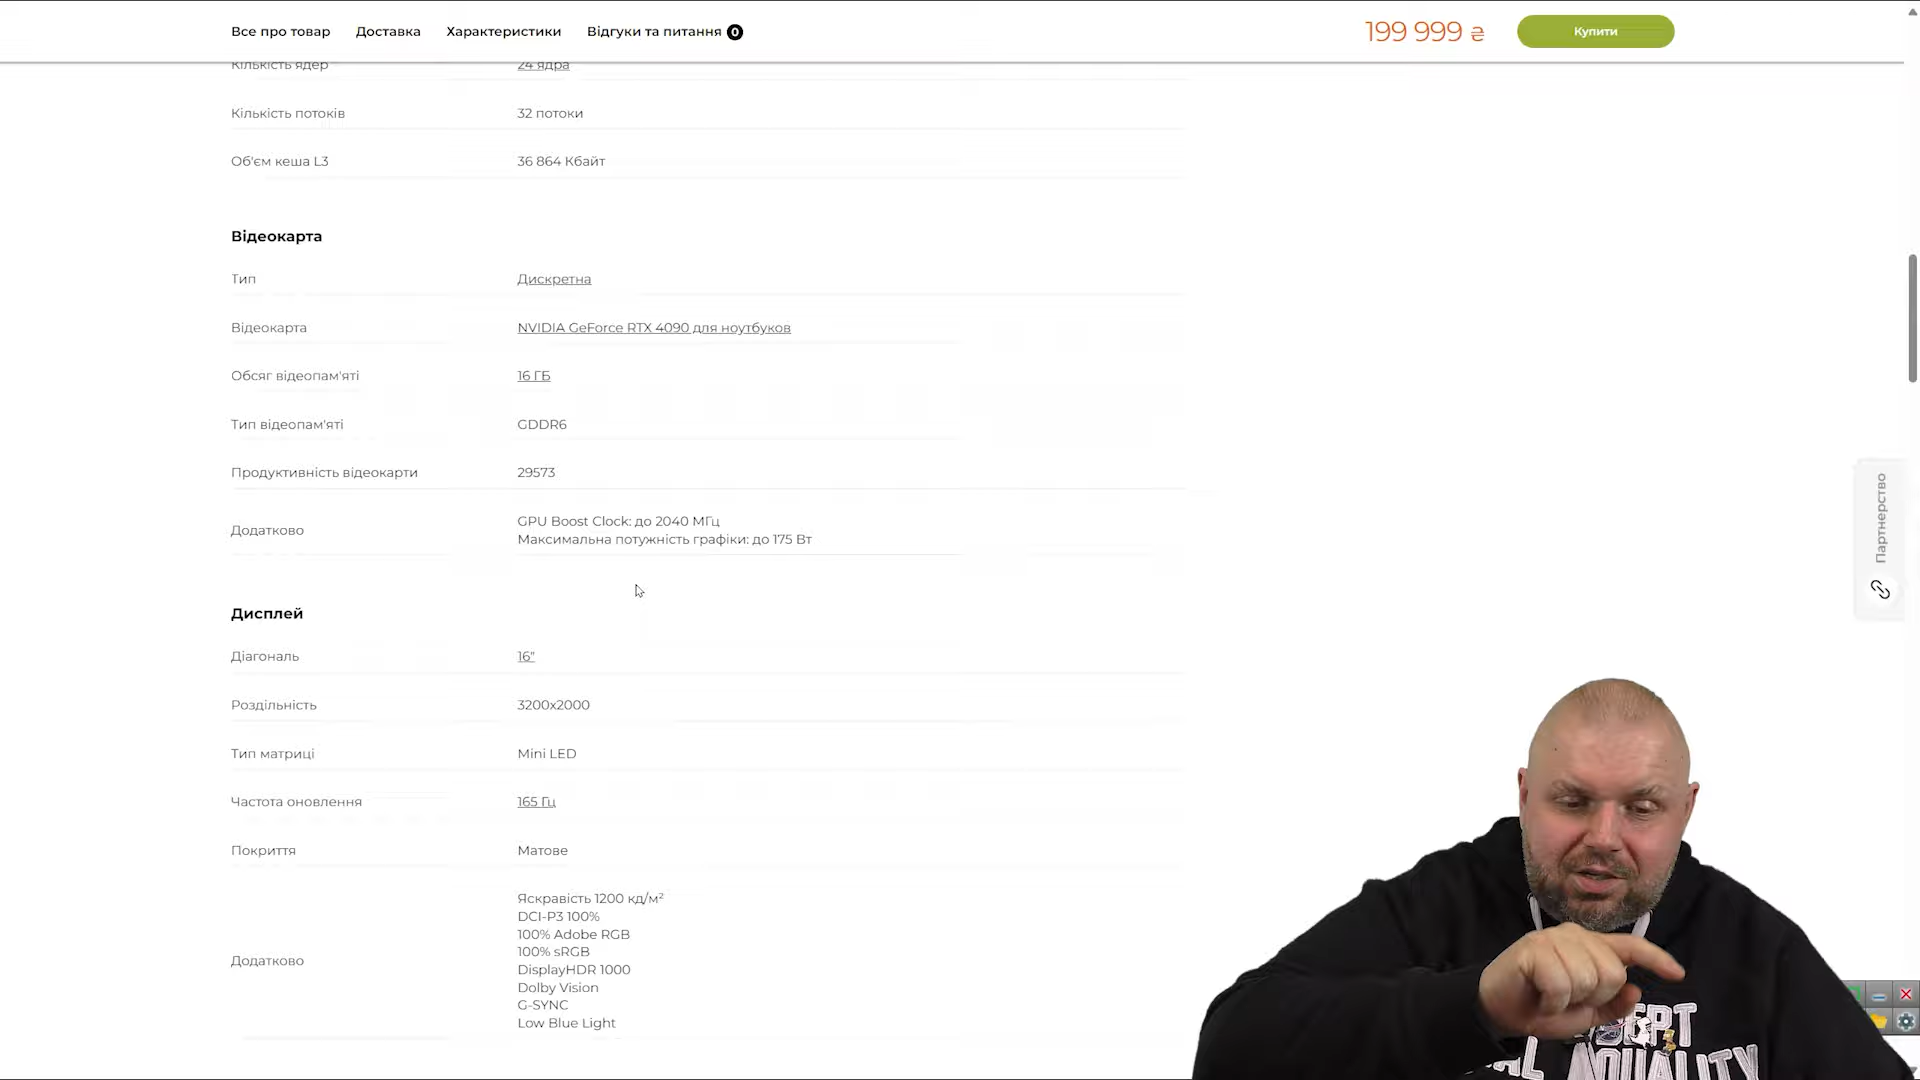 Все про товар Доставка Характеристики Відгуки та питання 0 199 999 ₴ Купити
Кількість ядер 24 ядра
Кількість потоків 32 потоки
Об'єм кеша L3 36 864 Кбайт
Відеокарта
Тип Дискретна
Відеокарта NVIDIA GeForce RTX 4090 для ноутбуків
Обсяг відеопам'яті 16 ГБ
Тип відеопам'яті GDDR6
Продуктивність відеокарти 29573
Додатково
GPU Boost Clock: до 2040 МГц
Максимальна потужність графіки: до 175 Вт
Дисплей
Діагональ 16"
Роздільність 3200x2000
Тип матриці Mini LED
Частота оновлення 165 Гц
Покриття Матове
Додатково
Яскравість 1200 кд/м²
DCI-P3 100%
100% Adobe RGB
100% sRGB
DisplayHDR 1000
Dolby Vision
G-SYNC
Low Blue Light
Партнерство